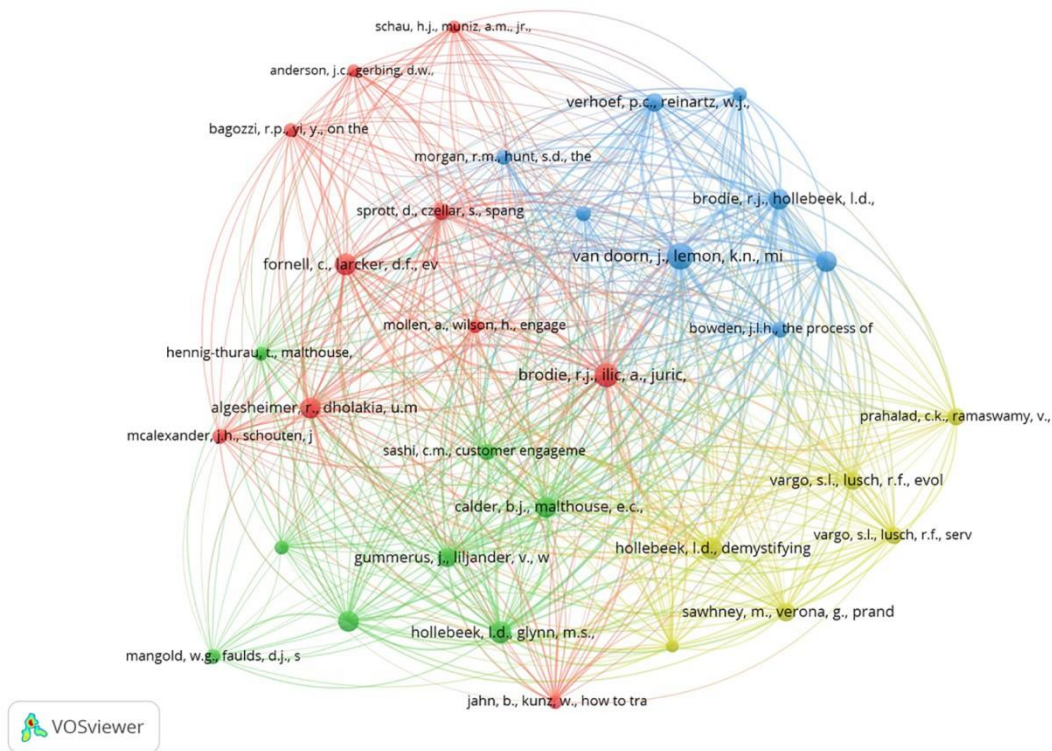 schau, h.j., muniz, a.m., jr.,
anderson, j.c., gerbing, d.w.,
verhoef, p.c., reinartz, w.j.,
bagozzi, r.p., yi, y., on the
morgan, r.m., hunt, s.d., the
brodie, r.j., hollebeek, l.d.,
sprott, d., czellar, s., spang
van doorn, j., lemon, k.n., mi
fornell, c., larcker, d.f., ev
mollen, a., wilson, h., engage
bowden, j.l.h., the process of
hennig-thurau, t., malthouse,
brodie, r.j., ilic, a., juric,
algesheimer, r., dholakia, u.m
prahalad, c.k., ramaswamy, v.,
mcalexander, j.h., schouten, j
sashi, c.m., customer engageme
vargo, s.l., lusch, r.f., evol
calder, b.j., malthouse, e.c.,
vargo, s.l., lusch, r.f., serv
hollebeek, l.d., demystifying
gummerus, j., liljander, v., w
sawhney, m., verona, g., prand
hollebeek, l.d., glynn, m.s.,
mangold, w.g., faulds, d.j., s
jahn, b., kunz, w., how to tra
VOSviewer